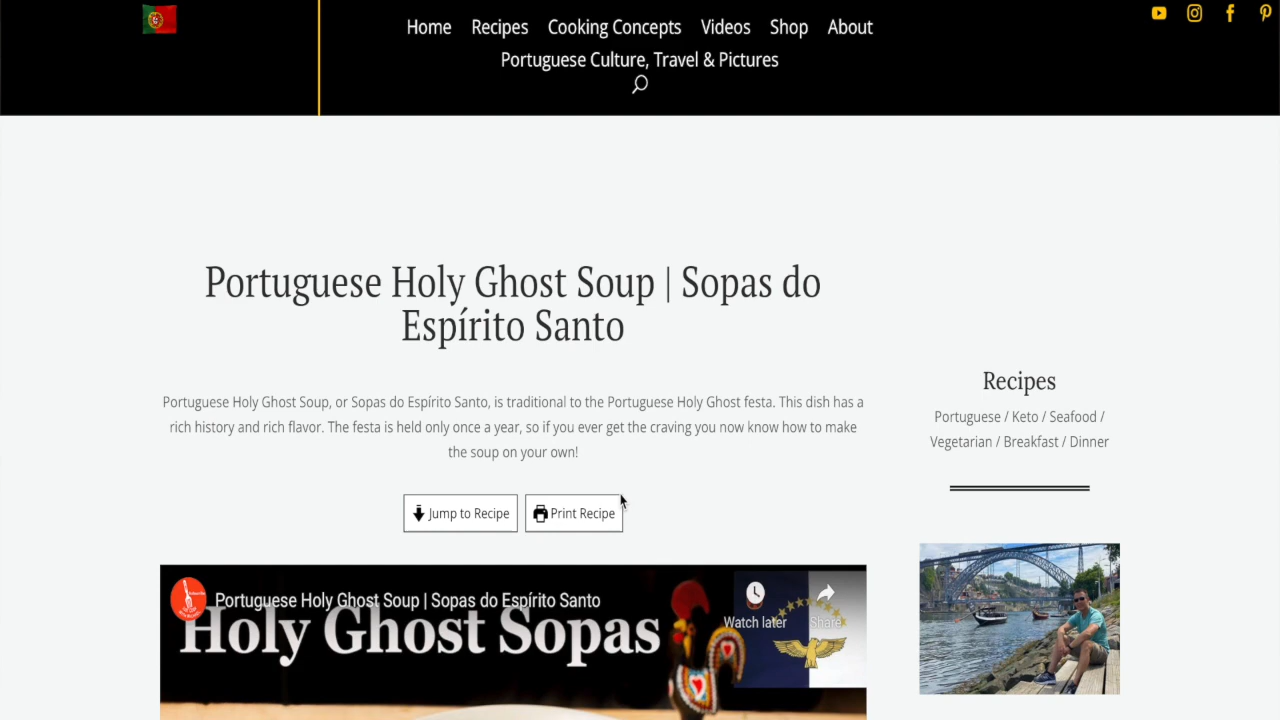 Home Recipes Cooking Concepts Videos Shop About
Portuguese Culture, Travel & Pictures
Portuguese Holy Ghost Soup | Sopas do
Espírito Santo
Portuguese Holy Ghost Soup, or Sopas do Espírito Santo, is traditional to the Portuguese Holy Ghost festa. This dish has a
rich history and rich flavor. The festa is held only once a year, so if you ever get the craving you now know how to make
the soup on your own!
Jump to Recipe Print Recipe
Recipes
Portuguese / Keto / Seafood /
Vegetarian / Breakfast / Dinner
Portuguese Holy Ghost Soup | Sopas do Espírito Santo
Watch later Share
Holy Ghost Sopas